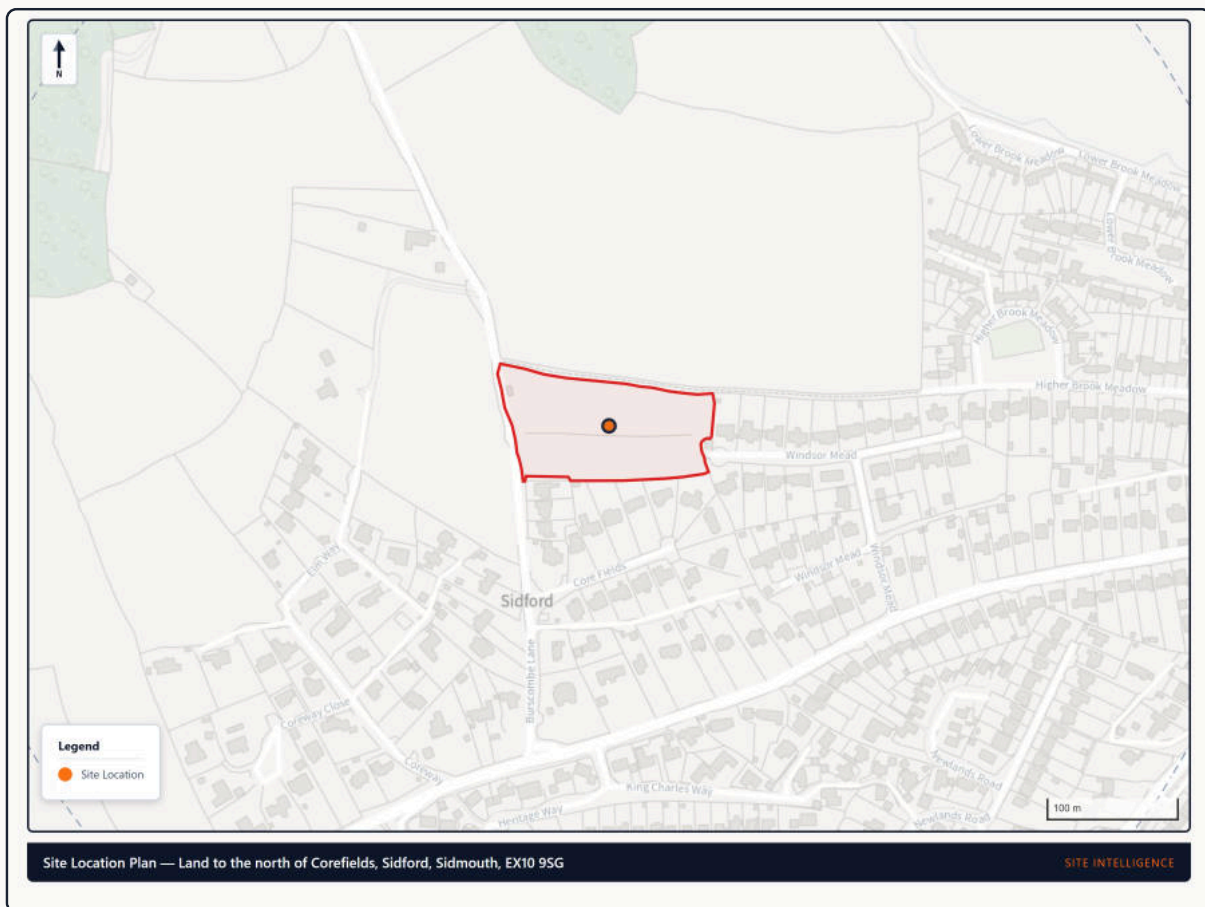 N
Lower Brook Meadow
Lower Brook Meadow
Lower Brook Meadow
Higher Brook Meadow
Higher Brook Meadow
Windsor Mead
Windsor Mead
Windsor Mead
Core Fields
Elm Way
Sidford
Burscombe Lane
Coreway Close
Coreway
King Charles Way
Heritage Way
Newlands Road
Newlands Road
Legend
Site Location
100 m
Site Location Plan — Land to the north of Corefields, Sidford, Sidmouth, EX10 9SG
SITE INTELLIGENCE